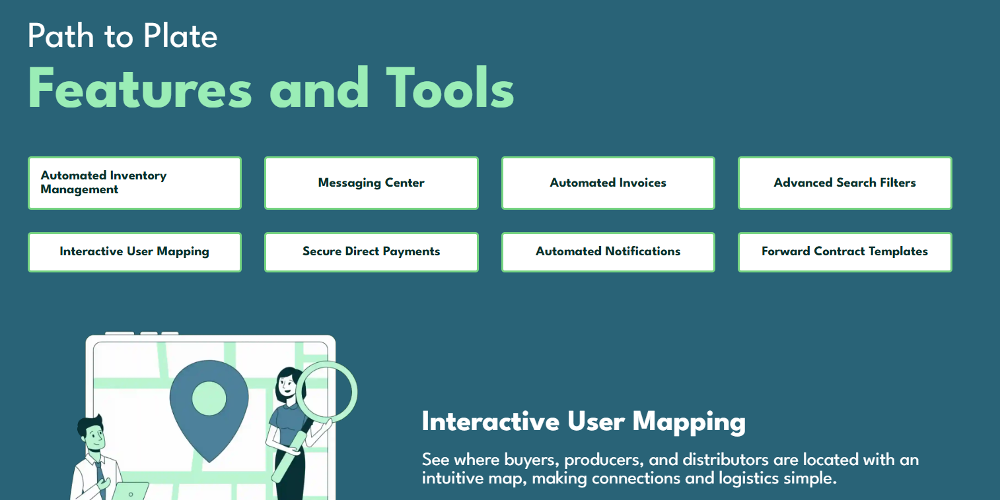 Path to Plate
Features and Tools
Automated Inventory
Management
Messaging Center
Automated Invoices
Advanced Search Filters
Interactive User Mapping
Secure Direct Payments
Automated Notifications
Forward Contract Templates
Interactive User Mapping
See where buyers, producers, and distributors are located with an
intuitive map, making connections and logistics simple.